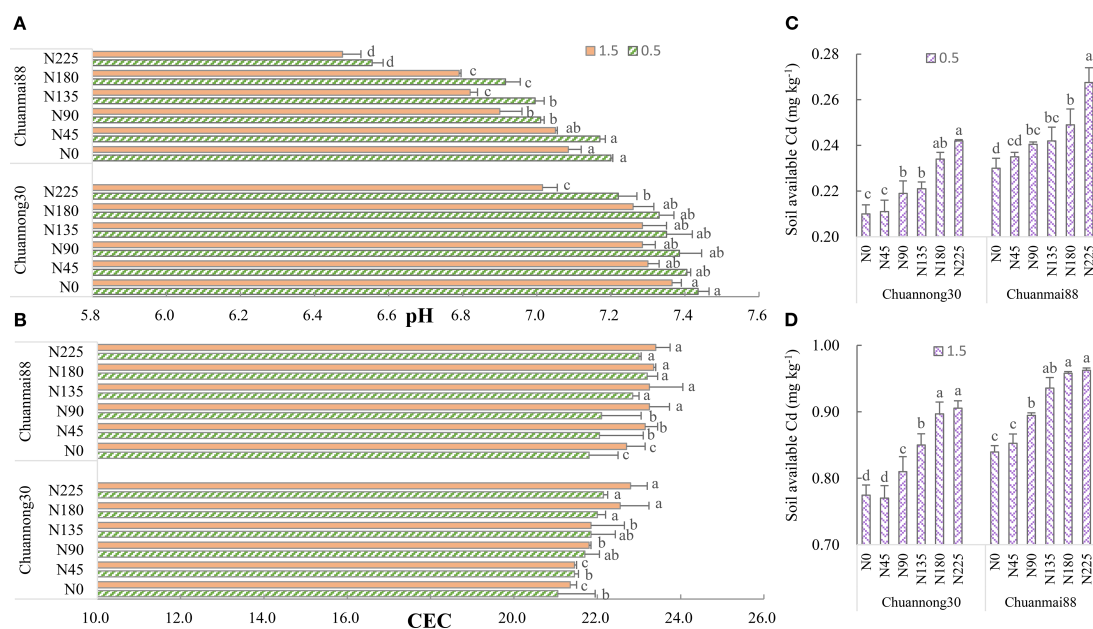 A
1.5 0.5
Chuanmai88
N225 d
d
N180 c
c
N135 c
b
N90 b
b
N45 ab
a
N0 a
a
Chuannong30
N225 c
b
N180 ab
ab
N135 ab
ab
N90 ab
ab
N45 ab
ab
N0 a
a
5.8 6.0 6.2 6.4 6.6 6.8 7.0 7.2 7.4 7.6
pH
B
Chuanmai88
N225 a
a
N180 a
a
N135 a
a
N90 a
b
N45 b
b
N0 c
c
Chuannong30
N225 a
a
N180 a
a
N135 b
ab
N90 b
ab
N45 c
b
N0 c
b
10.0 12.0 14.0 16.0 18.0 20.0 22.0 24.0 26.0
CEC
C
0.5
Soil available Cd (mg kg⁻¹)
0.28
0.26
0.24
0.22
0.20
c c b b ab a d cd bc bc b a
N0 N45 N90 N135 N180 N225 N0 N45 N90 N135 N180 N225
Chuannong30 Chuanmai88
D
1.5
Soil available Cd (mg kg⁻¹)
1.00
0.90
0.80
0.70
d d c b a a c c b ab a a
N0 N45 N90 N135 N180 N225 N0 N45 N90 N135 N180 N225
Chuannong30 Chuanmai88